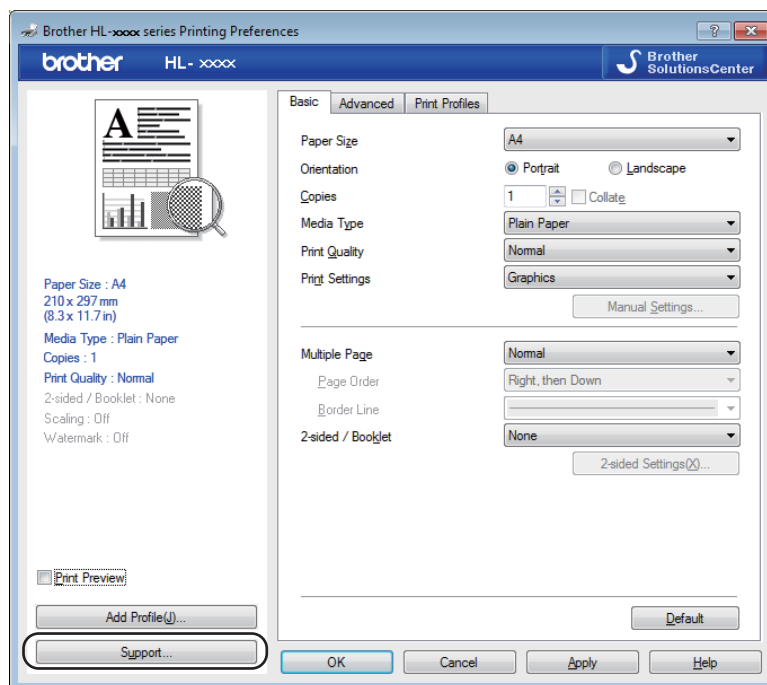 Brother HL-xxxx series Printing Preferences
brother HL- xxxx
Brother
SolutionsCenter
A
Paper Size : A4
210 x 297 mm
(8.3 x 11.7 in)
Media Type : Plain Paper
Copies : 1
Print Quality : Normal
2-sided / Booklet : None
Scaling : Off
Watermark : Off
Print Preview
Add Profile(J)...
Support...
Basic Advanced Print Profiles
Paper Size A4
Orientation Portrait Landscape
Copies 1 Collate
Media Type Plain Paper
Print Quality Normal
Print Settings Graphics
Manual Settings...
Multiple Page Normal
Page Order Right, then Down
Border Line
2-sided / Booklet None
2-sided Settings(X)...
Default
OK Cancel Apply Help